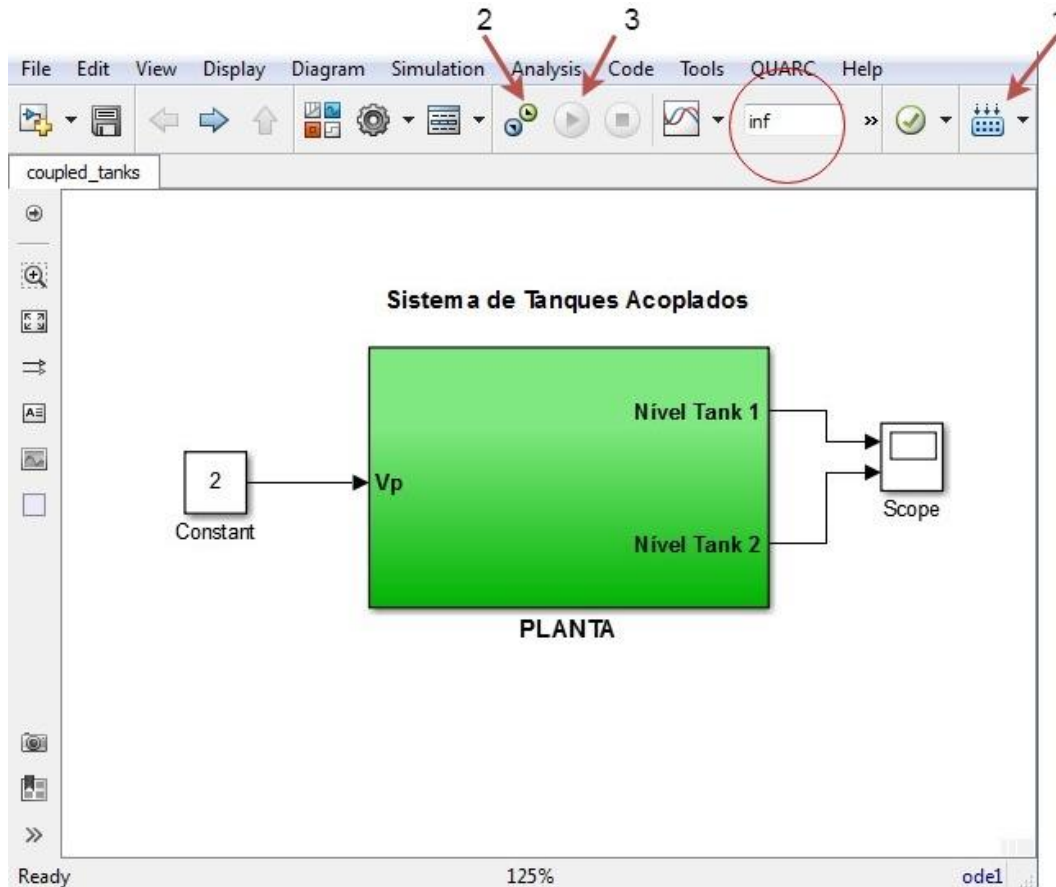 2 3 1
File Edit View Display Diagram Simulation Analysis Code Tools QUARC Help
inf
coupled_tanks
Sistema de Tanques Acoplados
Nível Tank 1
2
Vp
Constant
Scope
Nível Tank 2
PLANTA
Ready 125% ode1